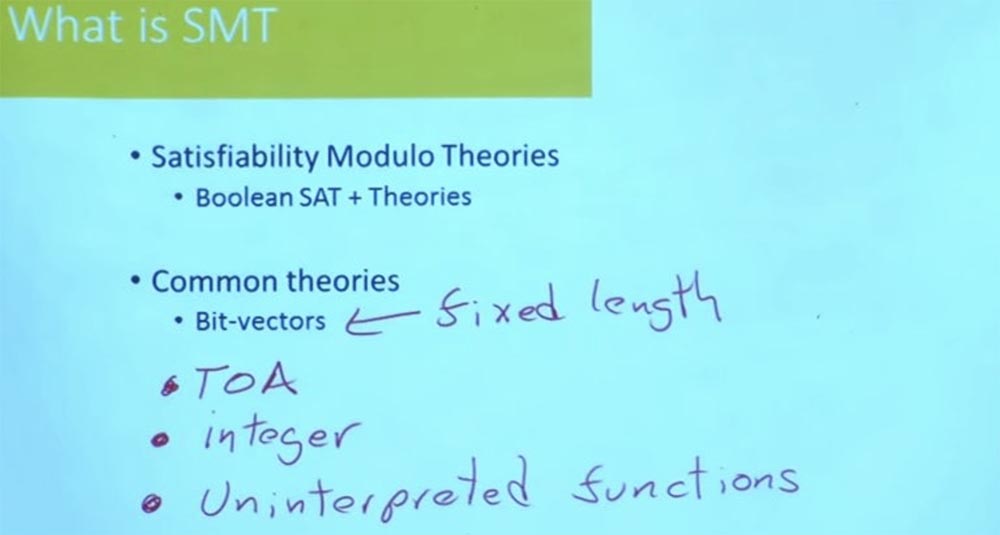 What is SMT
• Satisfiability Modulo Theories
• Boolean SAT + Theories
• Common theories
• Bit-vectors ← fixed length
• TOA
• integer
• Uninterpreted functions